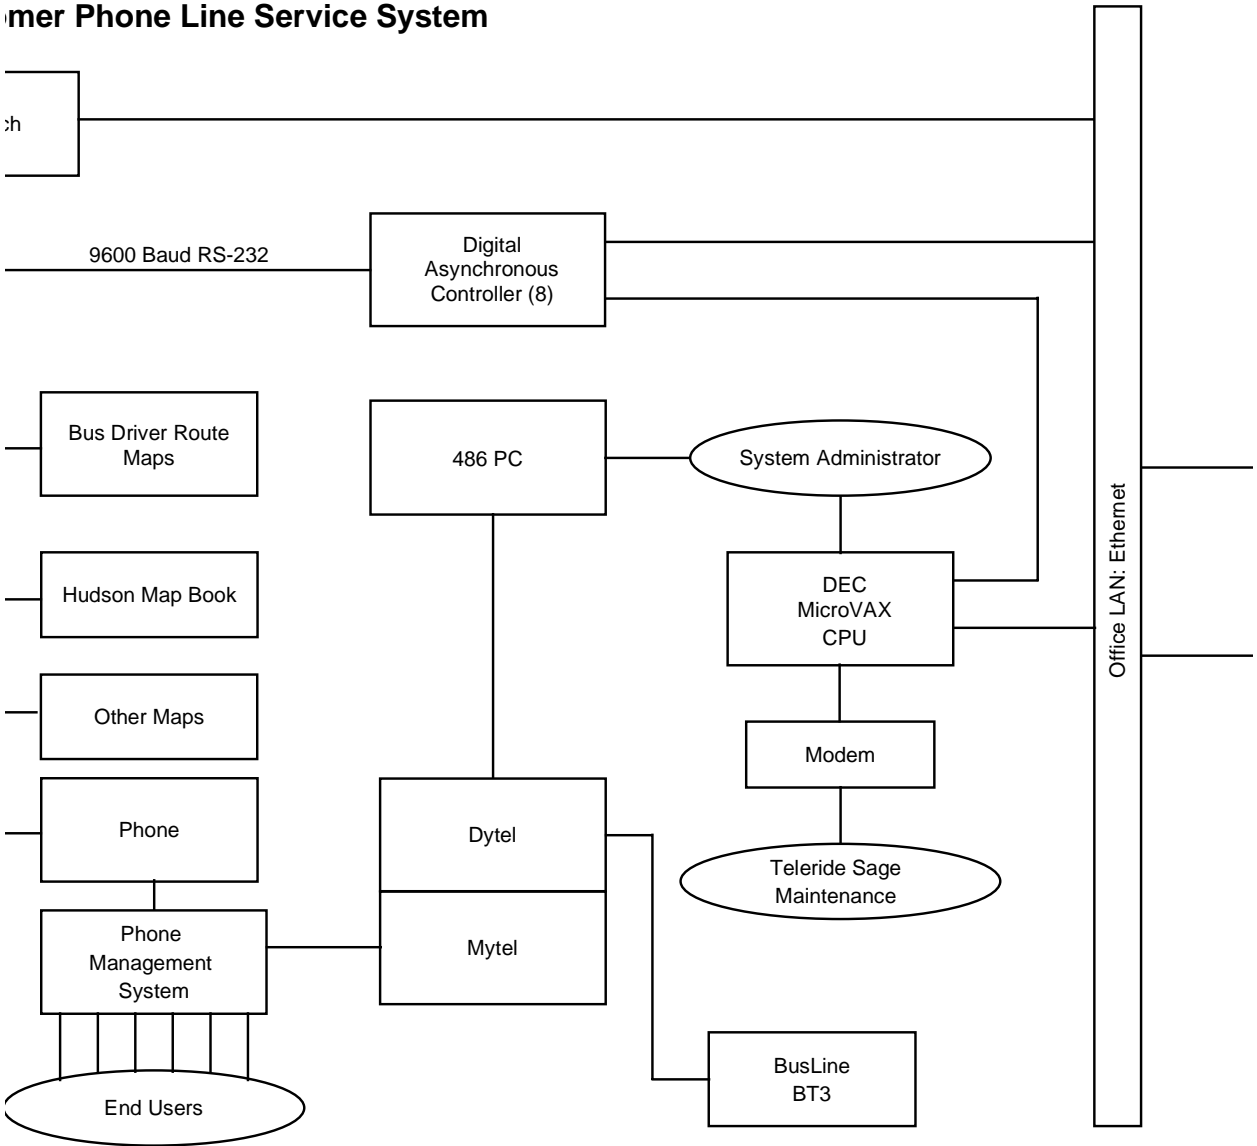 Phone Line Service System
9600 Baud RS-232
Digital
Asynchronous
Controller (8)
Bus Driver Route
Maps
486 PC
System Administrator
Office LAN: Ethernet
Hudson Map Book
DEC
MicroVAX
CPU
Other Maps
Modem
Phone
Dytel
Teleride Sage
Maintenance
Phone
Management
System
Mytel
BusLine
BT3
End Users